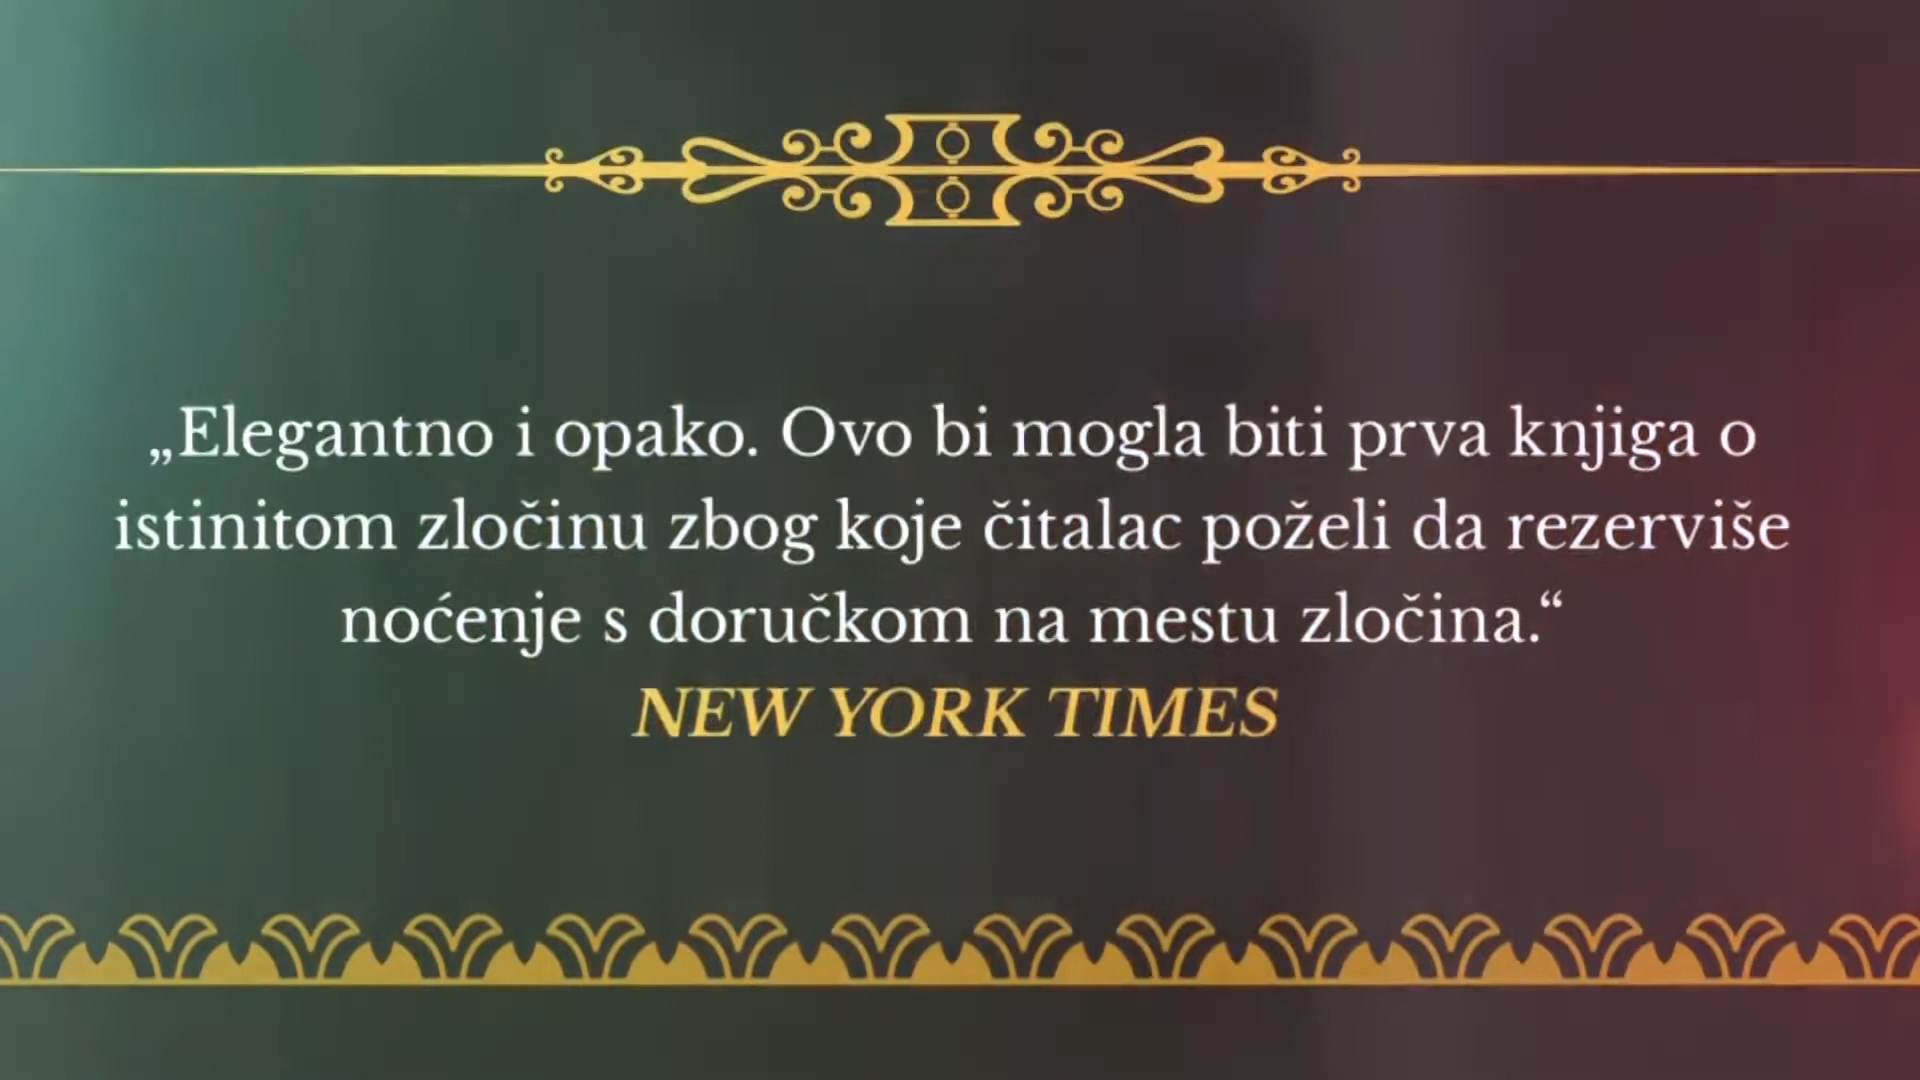 „Elegantno i opako. Ovo bi mogla biti prva knjiga o
istinitom zločinu zbog koje čitalac poželi da rezerviše
noćenje s doručkom na mestu zločina.“
NEW YORK TIMES